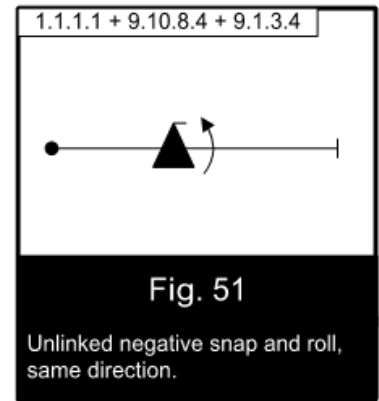 1.1.1.1 + 9.10.8.4 + 9.1.3.4
Fig. 51
Unlinked negative snap and roll,
same direction.